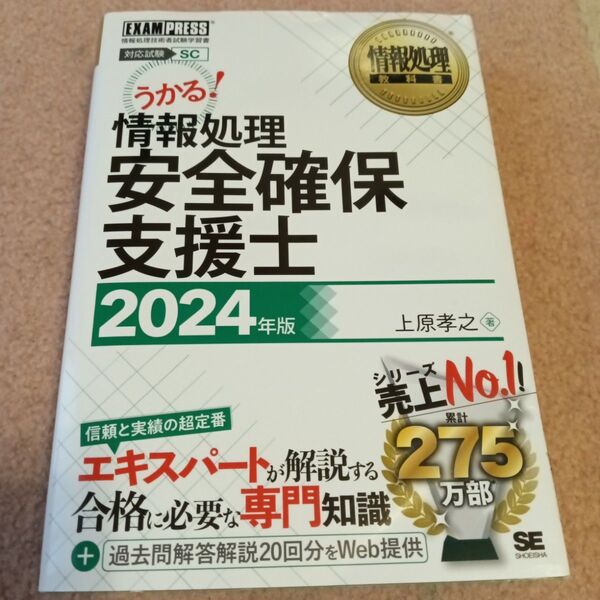 EXAMPRESS®
情報処理技術者試験学習書
対応試験 SC
情報処理
教科書
うかる!
情報処理
安全確保
支援士
2024年版
上原孝之 著
シリーズ
売上No.1!
累計
275
万部
信頼と実績の超定番
エキスパートが解説する
合格に必要な専門知識
+ 過去問解答解説20回分をWeb提供
SE
SHOEISHA